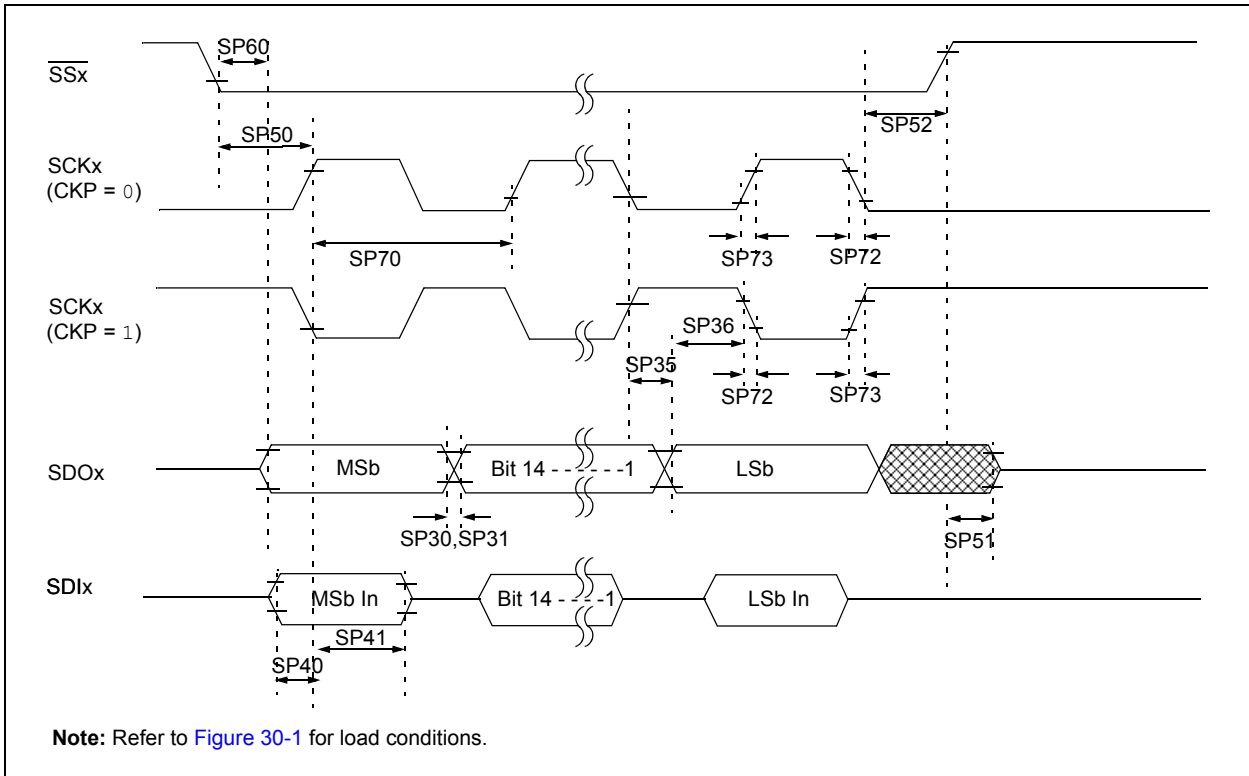 SP60
SSx
SP50
SP52
SCKx
(CKP = 0)
SP70
SP73
SP72
SCKx
(CKP = 1)
SP36
SP35
SP72
SP73
SDOx
MSb
Bit 14 - - - - - -1
LSb
SP30,SP31
SP51
SDIx
MSb In
Bit 14 - - - -1
LSb In
SP41
SP40
Note: Refer to Figure 30-1 for load conditions.